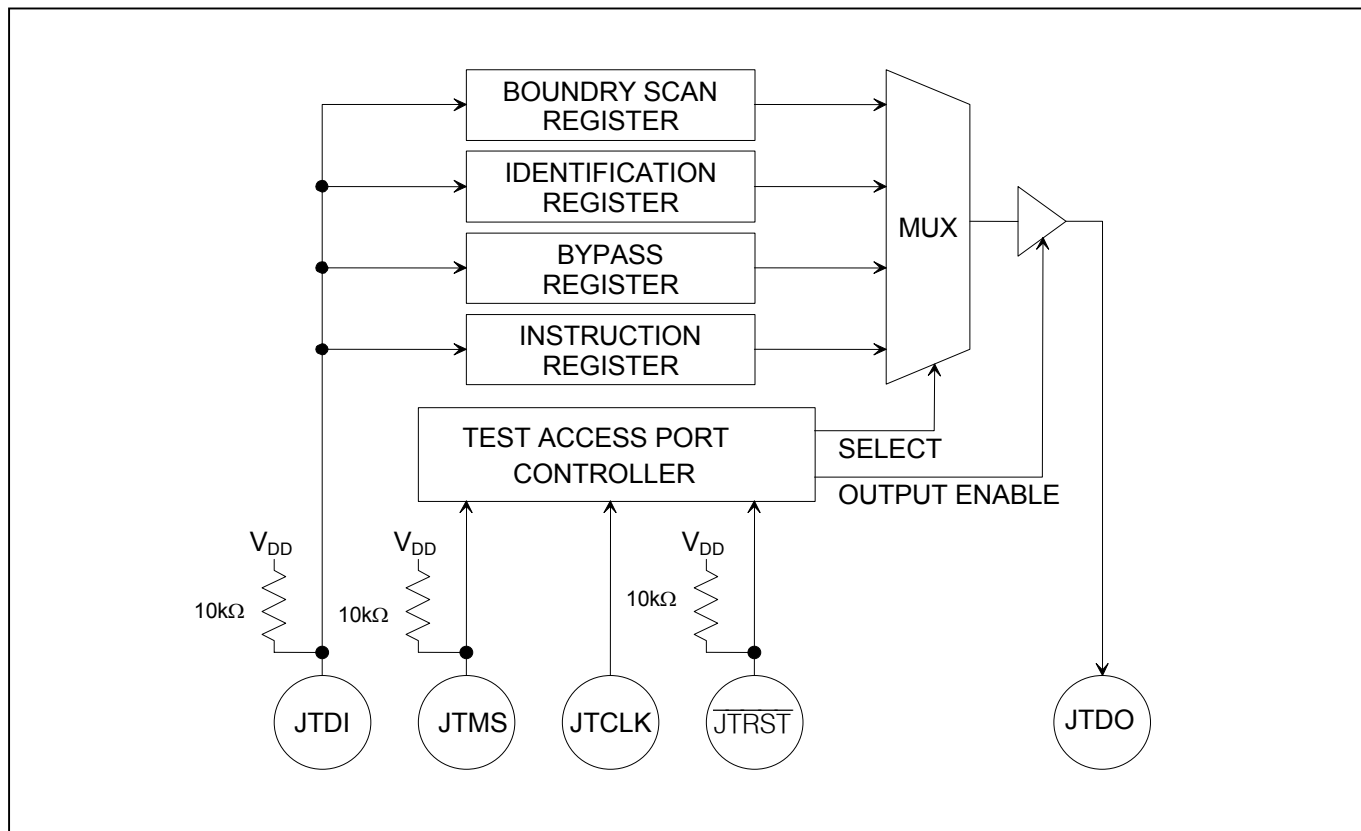 BOUNDRY SCAN
REGISTER
IDENTIFICATION
REGISTER
BYPASS
REGISTER
INSTRUCTION
REGISTER
MUX
TEST ACCESS PORT
CONTROLLER
SELECT
OUTPUT ENABLE
VDD
VDD
VDD
10kΩ
10kΩ
10kΩ
JTDI
JTMS
JTCLK
JTRST
JTDO